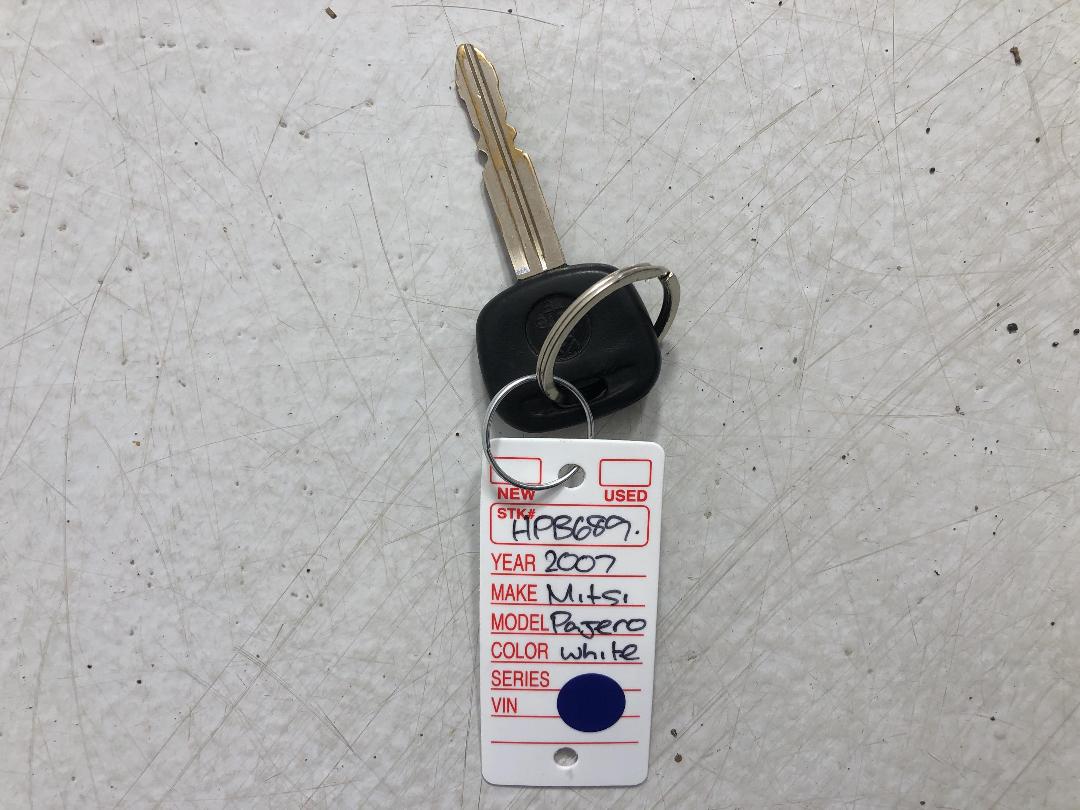 NEW USED
STK# HPB689.
YEAR 2007
MAKE Mitsi
MODEL Pajero
COLOR white
SERIES
VIN